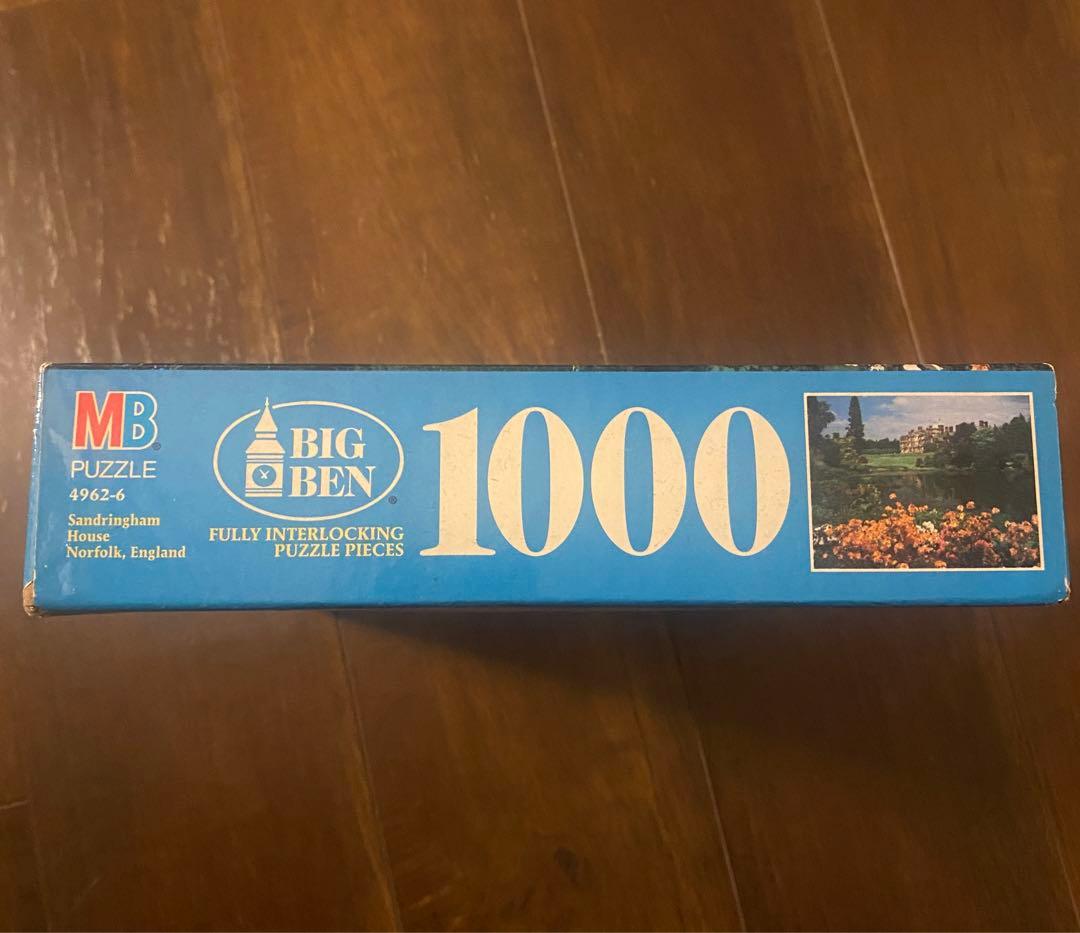 MB®
PUZZLE
4962-6
Sandringham
House
Norfolk, England
BIG
BEN®
FULLY INTERLOCKING
PUZZLE PIECES
1000